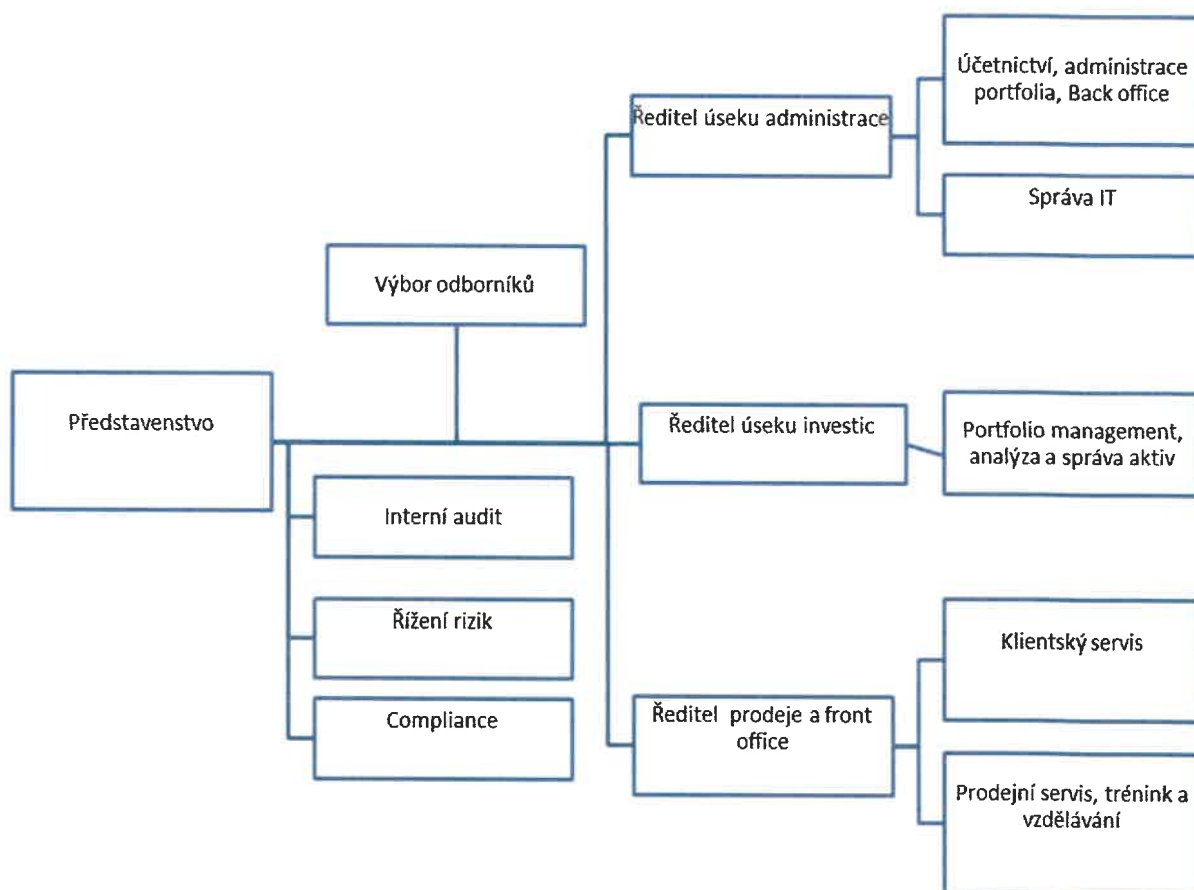 Účetnictví, administrace
portfolia, Back office
Ředitel úseku administrace
Správa IT
Výbor odborníků
Představenstvo
Ředitel úseku investic
Portfolio management,
analýza a správa aktiv
Interní audit
Řížení rizik
Klientský servis
Compliance
Ředitel prodeje a front
office
Prodejní servis, trénink a
vzdělávání